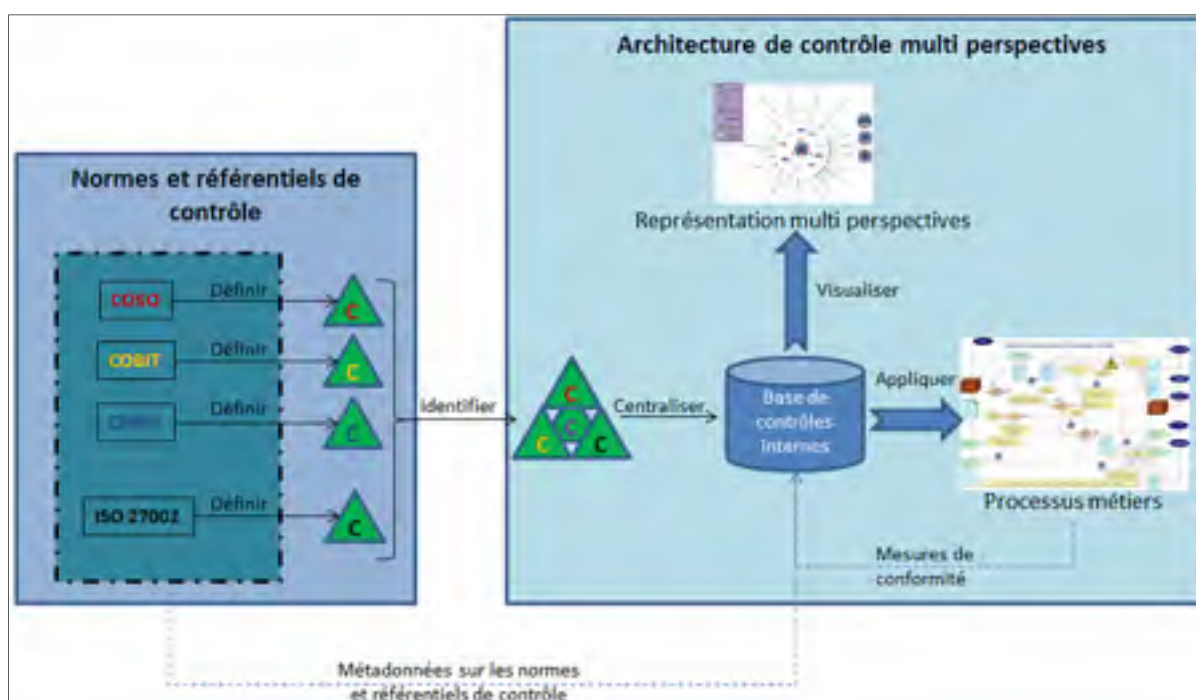 Architecture de contrôle multi perspectives
Normes et référentiels de
contrôle
Représentation multi perspectives
Visualiser
COSO
Définir
C
COBIT
Définir
C
Définir
C
ISO 27002
Définir
C
Identifier
C
C
C
C
Centraliser
Base de
contrôles
Internes
Appliquer
Processus métiers
Mesures de
conformité
Métadonnées sur les normes
et référentiels de contrôle